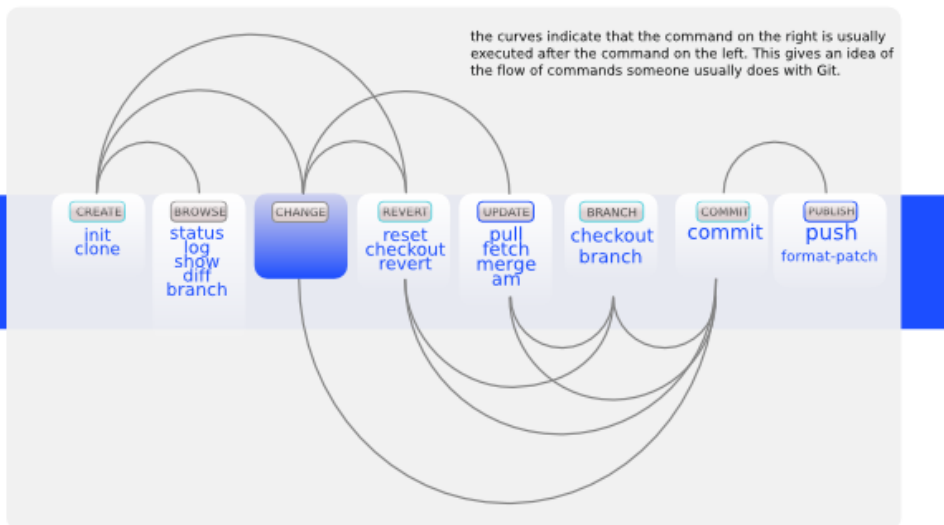 the curves indicate that the command on the right is usually
executed after the command on the left. This gives an idea of
the flow of commands someone usually does with Git.
CREATE
init
clone
BROWSE
status
log
show
diff
branch
CHANGE
REVERT
reset
checkout
revert
UPDATE
pull
fetch
merge
am
BRANCH
checkout
branch
COMMIT
commit
PUBLISH
push
format-patch